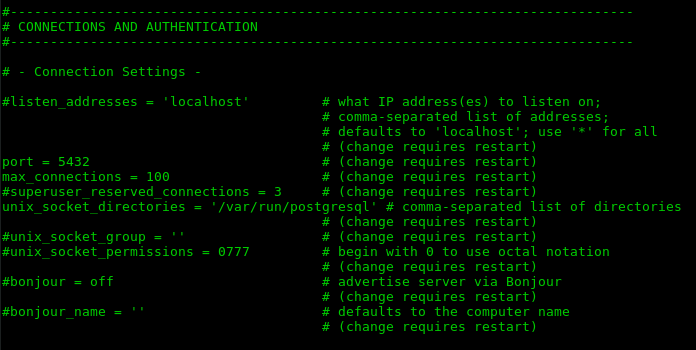 #------------------------------------------------------------------------------
# CONNECTIONS AND AUTHENTICATION
#------------------------------------------------------------------------------
# - Connection Settings -
#listen_addresses = 'localhost'         # what IP address(es) to listen on;
                                        # comma-separated list of addresses;
                                        # defaults to 'localhost'; use '*' for all
                                        # (change requires restart)
port = 5432                             # (change requires restart)
max_connections = 100                   # (change requires restart)
#superuser_reserved_connections = 3     # (change requires restart)
unix_socket_directories = '/var/run/postgresql' # comma-separated list of directories
                                        # (change requires restart)
#unix_socket_group = ''                 # (change requires restart)
#unix_socket_permissions = 0777         # begin with 0 to use octal notation
                                        # (change requires restart)
#bonjour = off                          # advertise server via Bonjour
                                        # (change requires restart)
#bonjour_name = ''                      # defaults to the computer name
                                        # (change requires restart)